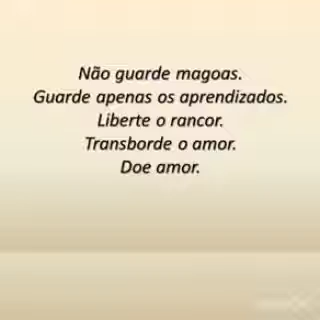 Não guarde magoas.
Guarde apenas os aprendizados.
Liberte o rancor.
Transborde o amor.
Doe amor.